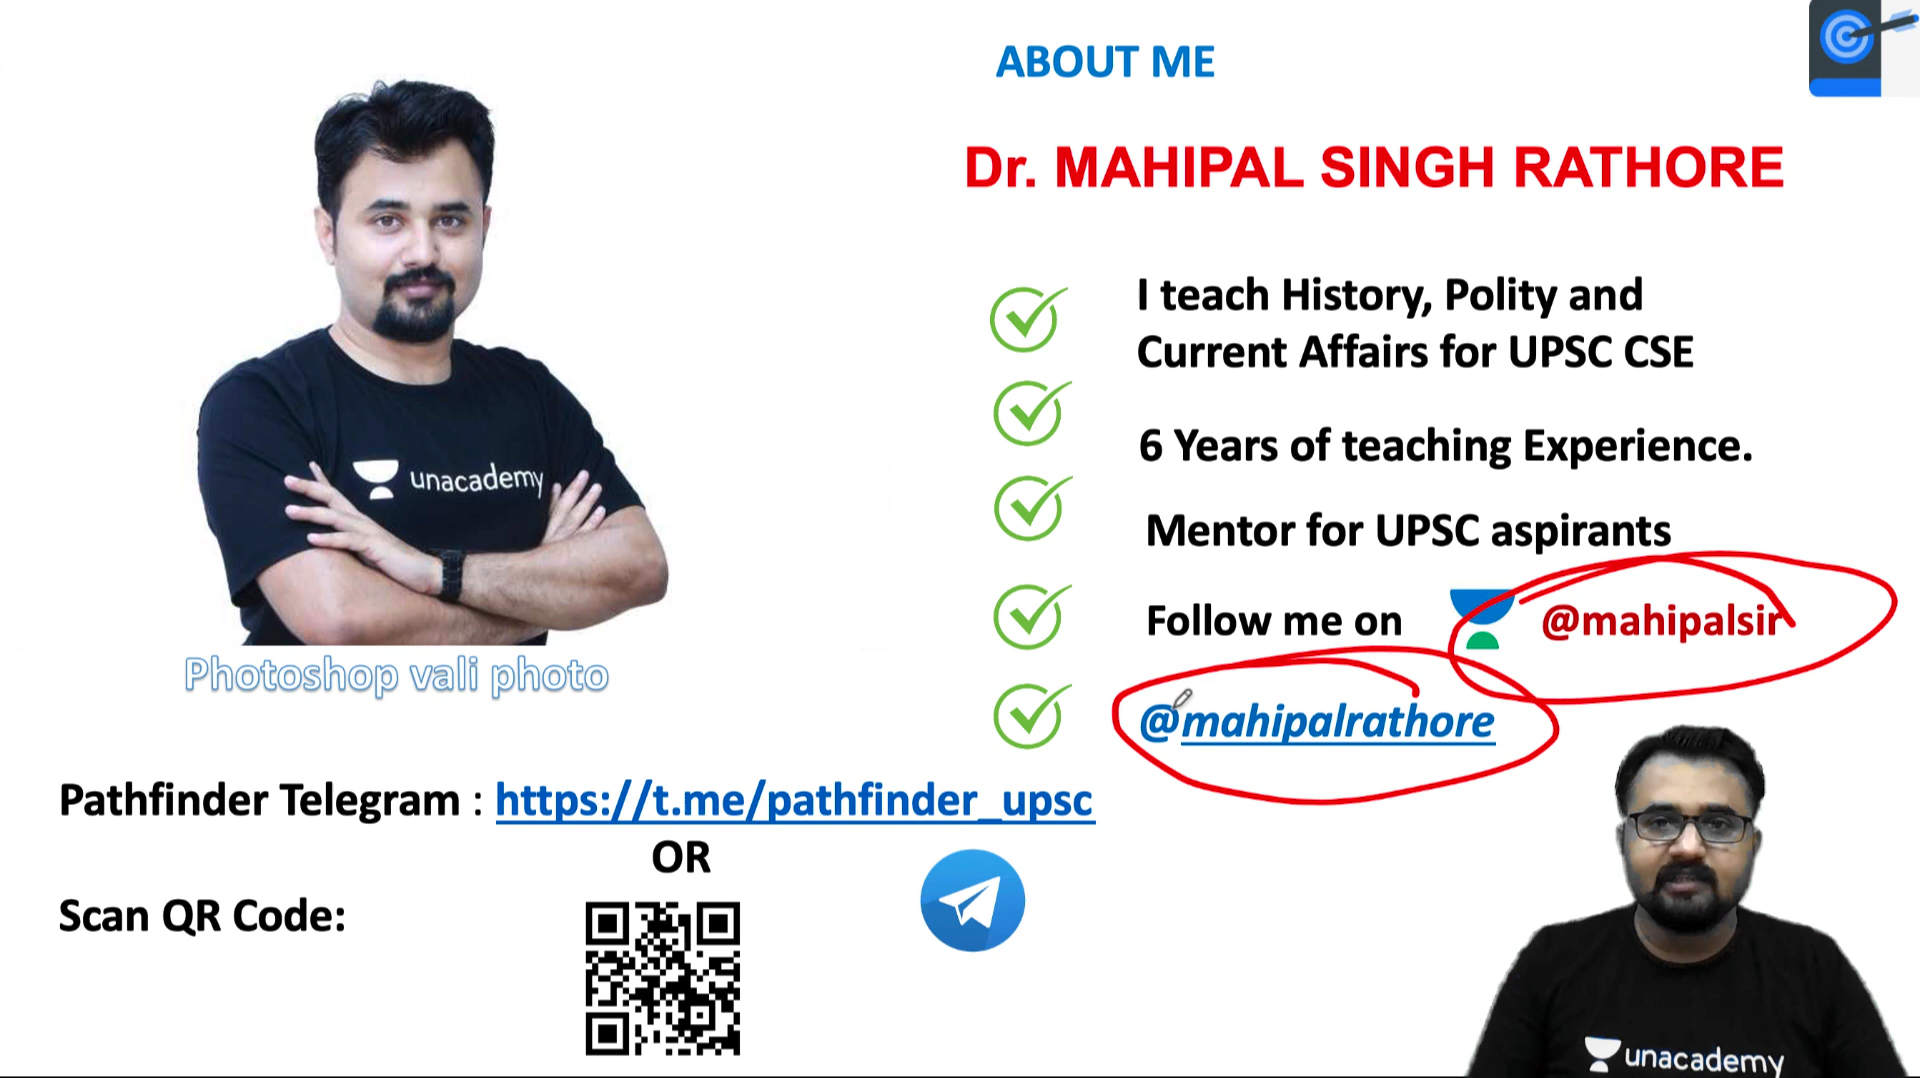 ABOUT ME
Dr. MAHIPAL SINGH RATHORE
I teach History, Polity and
Current Affairs for UPSC CSE
6 Years of teaching Experience.
Mentor for UPSC aspirants
Follow me on @mahipalsir
@mahipalrathore
unacademy
Photoshop vali photo
Pathfinder Telegram : https://t.me/pathfinder_upsc
OR
Scan QR Code:
unacademy